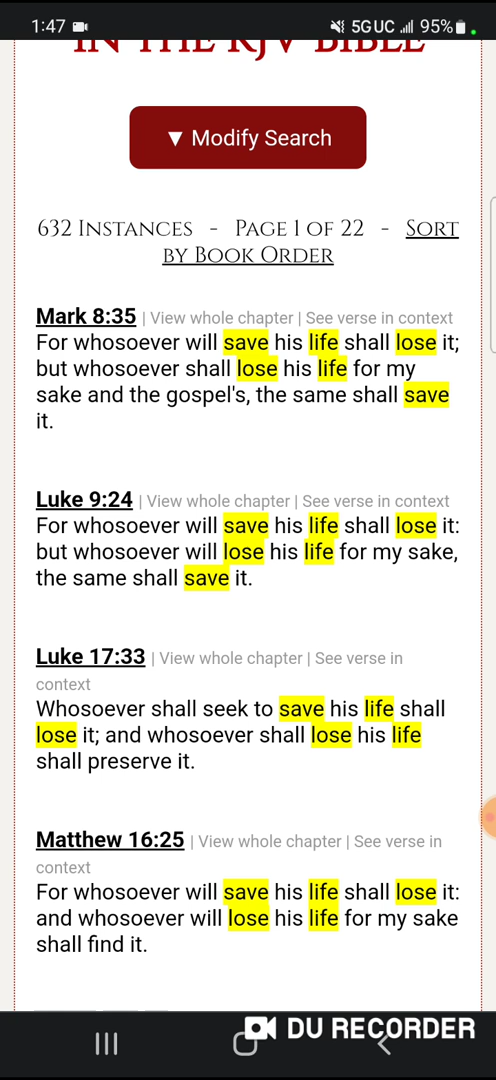 1:47 5G UC 95%
IN THE KJV BIBLE
▼ Modify Search
632 Instances - Page 1 of 22 - Sort
by Book Order
Mark 8:35 | View whole chapter | See verse in context
For whosoever will save his life shall lose it;
but whosoever shall lose his life for my
sake and the gospel's, the same shall save
it.
Luke 9:24 | View whole chapter | See verse in context
For whosoever will save his life shall lose it:
but whosoever will lose his life for my sake,
the same shall save it.
Luke 17:33 | View whole chapter | See verse in
context
Whosoever shall seek to save his life shall
lose it; and whosoever shall lose his life
shall preserve it.
Matthew 16:25 | View whole chapter | See verse in
context
For whosoever will save his life shall lose it:
and whosoever will lose his life for my sake
shall find it.
DU RECORDER